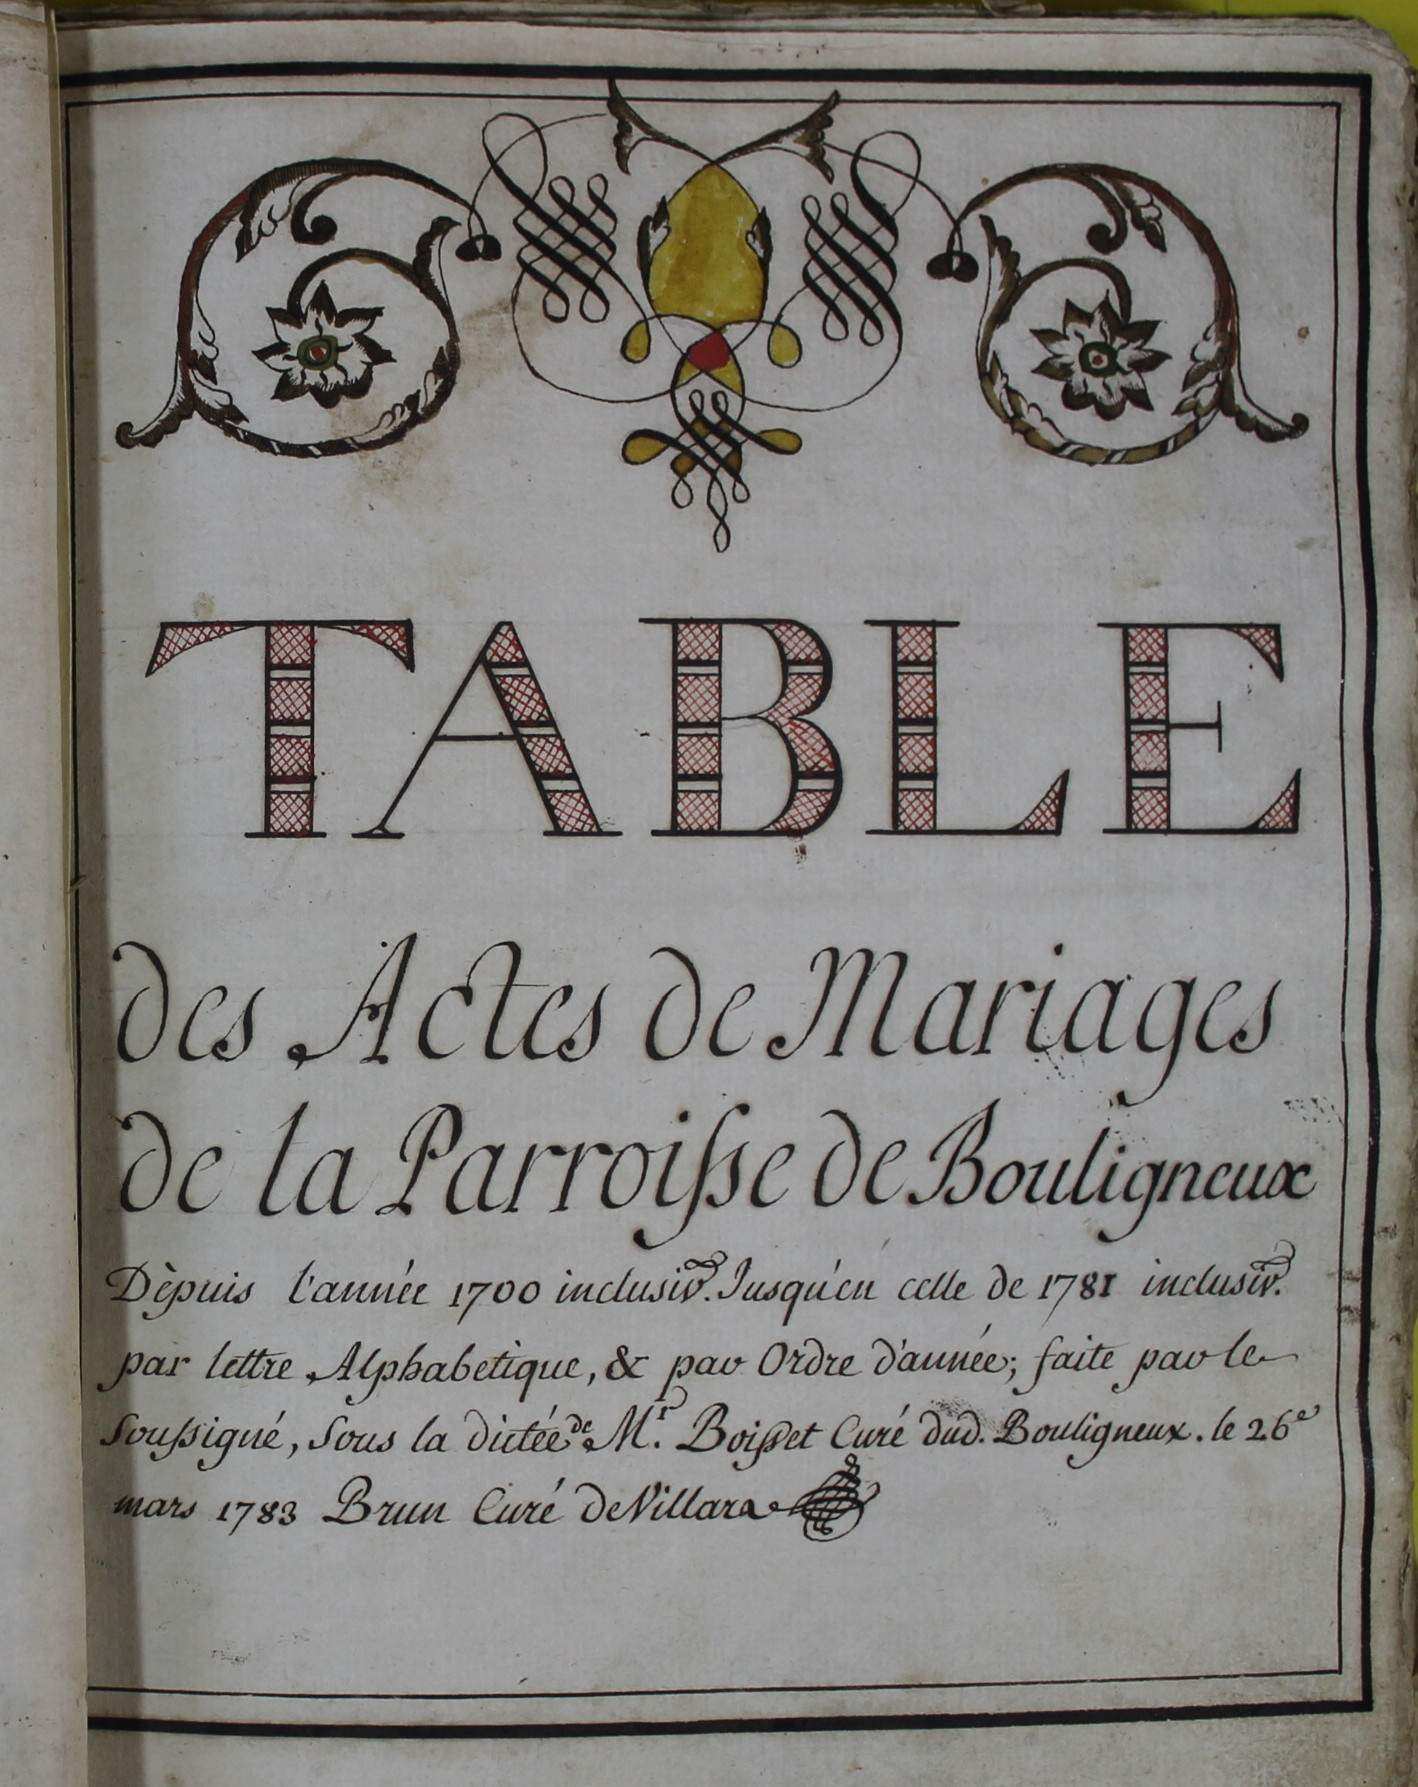 TABLE
des Actes de Mariages
de la Parroisse de Bouligneux
Dèpuis l'année 1700 inclusiv. Jusqu'en celle de 1781 inclusiv.
par lettre Alphabetique, & par Ordre d'année; faite par le
Soussigné, Sous la dictée de Mr. Boisset Curé dud. Bouligneux. le 26e
mars 1783 Brun Curé de Villars